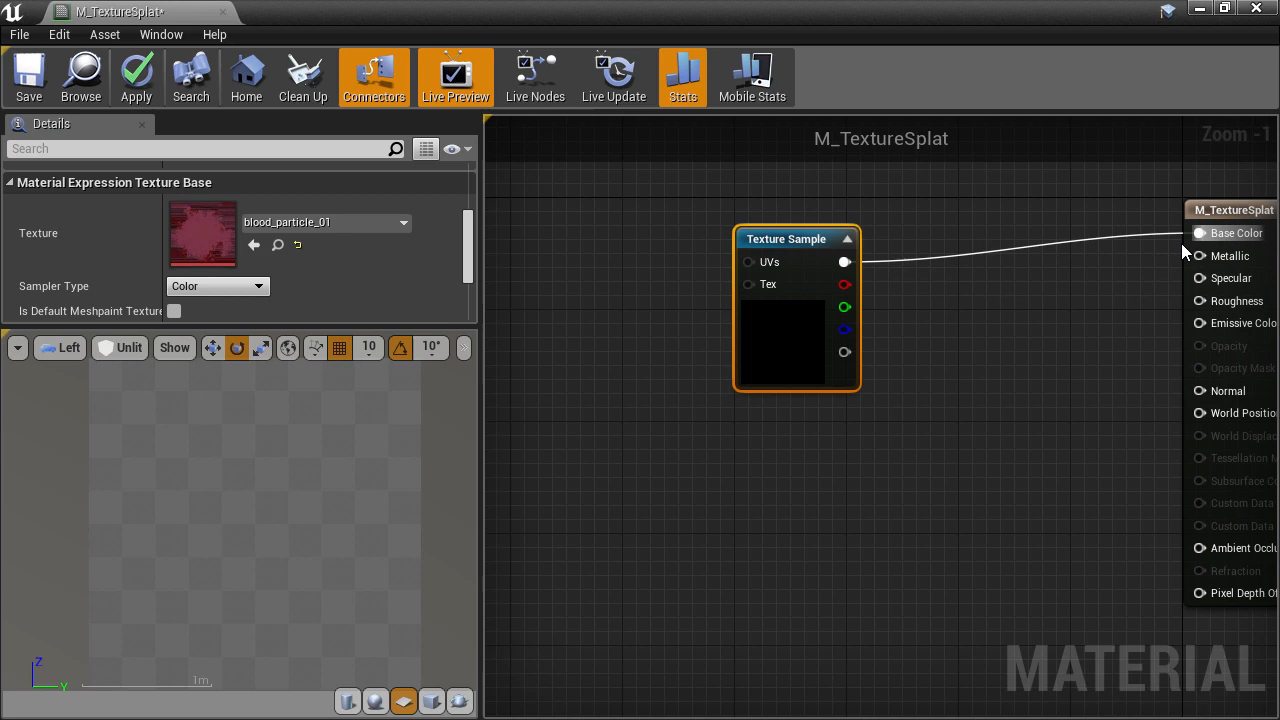 M_TextureSplat*
File Edit Asset Window Help
Save Browse Apply Search Home Clean Up Connectors Live Preview Live Nodes Live Update Stats Mobile Stats
Details
Search
Material Expression Texture Base
Texture
blood_particle_01
Sampler Type
Color
Is Default Meshpaint Texture
Left Unlit Show 10 10°
Z
Y
1m
M_TextureSplat
Zoom -1
Texture Sample
UVs
Tex
M_TextureSplat
Base Color
Metallic
Specular
Roughness
Emissive Colo
Opacity
Opacity Mask
Normal
World Positio
World Displac
Tessellation M
Subsurface Co
Custom Data
Custom Data
Ambient Occlu
Refraction
Pixel Depth Of
MATERIAL